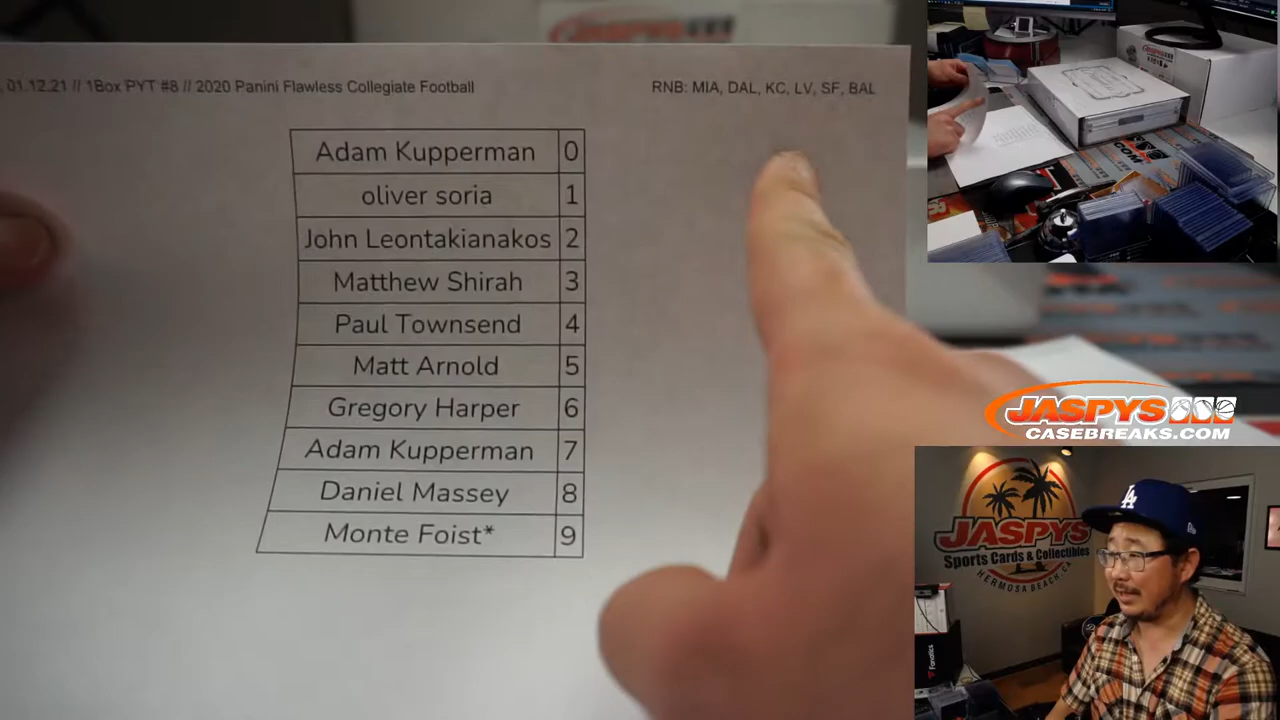 , 01.12.21 // 1Box PYT #8 // 2020 Panini Flawless Collegiate Football
RNB: MIA, DAL, KC, LV, SF, BAL
Adam Kupperman 0
oliver soria 1
John Leontakianakos 2
Matthew Shirah 3
Paul Townsend 4
Matt Arnold 5
Gregory Harper 6
Adam Kupperman 7
Daniel Massey 8
Monte Foist* 9
JASPYS
CASEBREAKS.COM
JASPYS
Sports Cards & Collectibles
HERMOSA BEACH, CA
LA
Fanatics
.COM